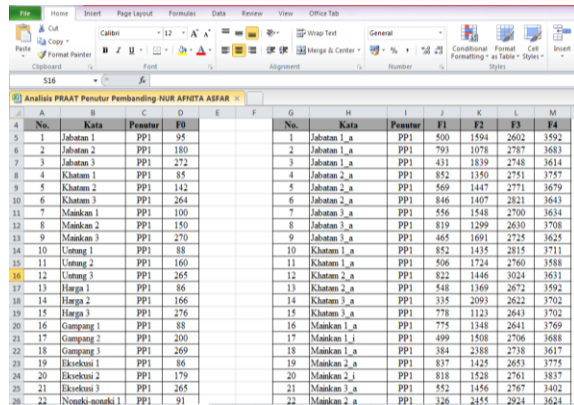 File Home Insert Page Layout Formulas Data Review View Office Tab
Cut
Copy
Format Painter
Paste
Calibri 12
Wrap Text
Merge & Center
General
Conditional Formatting
Format as Table
Cell Styles
Insert
Clipboard Font Alignment Number Styles
S16 fx
Analisis PRAAT Penutur Pembanding-NUR AFNITA ASFAR
A B C D E F G H I J K L M
4 No. Kata Penutur F0 No. Kata Penutur F1 F2 F3 F4
5 1 Jabatan 1 PP1 95 1 Jabatan 1_a PP1 500 1594 2602 3592
6 2 Jabatan 2 PP1 180 2 Jabatan 1_a PP1 793 1078 2787 3683
7 3 Jabatan 3 PP1 272 3 Jabatan 1_a PP1 431 1839 2748 3614
8 4 Khatam 1 PP1 85 4 Jabatan 2_a PP1 852 1350 2751 3757
9 5 Khatam 2 PP1 142 5 Jabatan 2_a PP1 569 1447 2771 3679
10 6 Khatam 3 PP1 264 6 Jabatan 2_a PP1 846 1407 2821 3643
11 7 Mainkan 1 PP1 100 7 Jabatan 3_a PP1 556 1548 2700 3634
12 8 Mainkan 2 PP1 150 8 Jabatan 3_a PP1 819 1299 2630 3708
13 9 Mainkan 3 PP1 270 9 Jabatan 3_a PP1 465 1691 2725 3625
14 10 Untung 1 PP1 88 10 Khatam 1_a PP1 852 1435 2815 3711
15 11 Untung 2 PP1 160 11 Khatam 1_a PP1 506 1724 2760 3588
16 12 Untung 3 PP1 265 12 Khatam 2_a PP1 822 1446 3024 3631
17 13 Harga 1 PP1 86 13 Khatam 2_a PP1 548 1369 2672 3592
18 14 Harga 2 PP1 166 14 Khatam 3_a PP1 335 2093 2622 3702
19 15 Harga 3 PP1 276 15 Khatam 3_a PP1 778 1123 2643 3702
20 16 Gampang 1 PP1 88 16 Mainkan 1_a PP1 775 1348 2641 3769
21 17 Gampang 2 PP1 200 17 Mainkan 1_i PP1 499 1508 2706 3688
22 18 Gampang 3 PP1 269 18 Mainkan 1_a PP1 384 2388 2738 3617
23 19 Eksekusi 1 PP1 86 19 Mainkan 2_a PP1 837 1425 2653 3775
24 20 Eksekusi 2 PP1 179 20 Mainkan 2_i PP1 818 1528 2761 3837
25 21 Eksekusi 3 PP1 265 21 Mainkan 3_a PP1 552 1456 2767 3402
26 22 Nongki-nongki 1 PP1 91 22 Mainkan 2_a PP1 326 2455 2924 3624